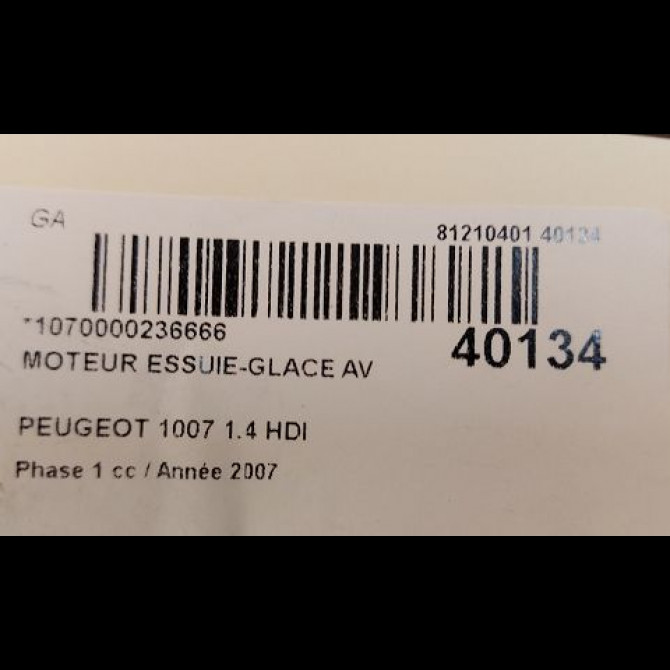 GA
81210401 40134
*1070000236666
40134
MOTEUR ESSUIE-GLACE AV
PEUGEOT 1007 1.4 HDI
Phase 1 cc / Année 2007